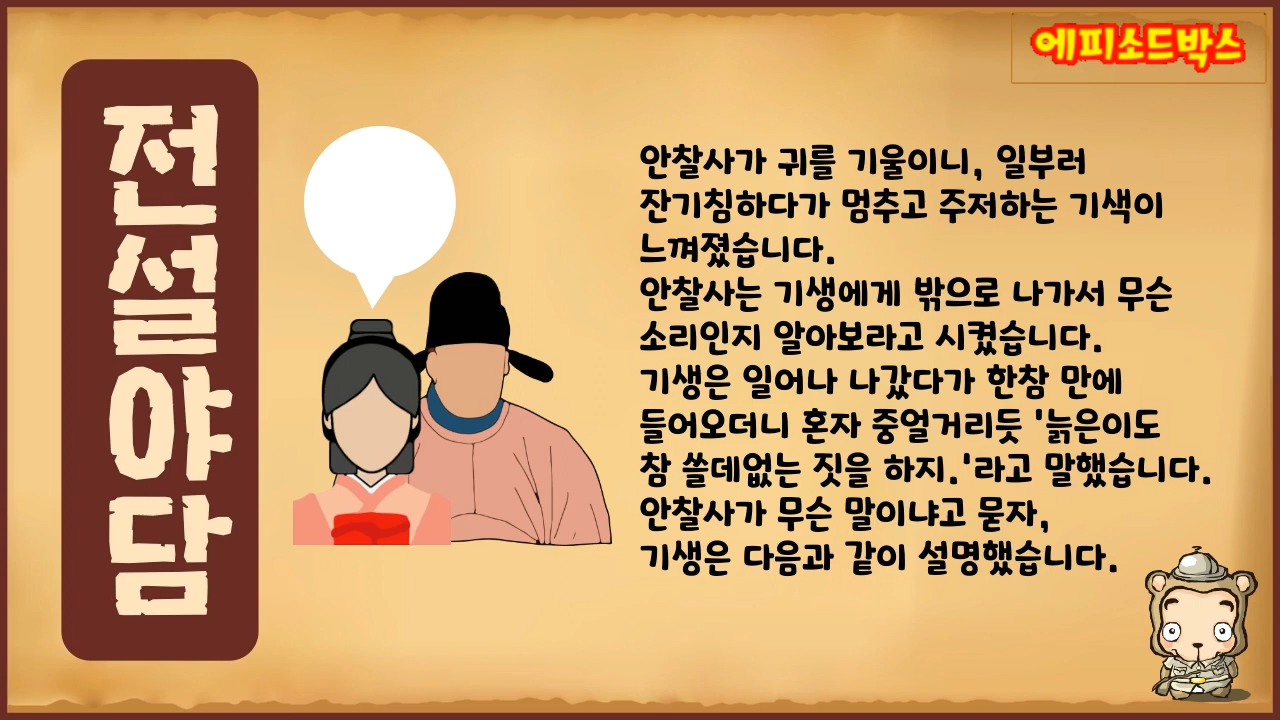 에피소드박스
전설야담
안찰사가 귀를 기울이니, 일부러
잔기침하다가 멈추고 주저하는 기색이
느껴졌습니다.
안찰사는 기생에게 밖으로 나가서 무슨
소리인지 알아보라고 시켰습니다.
기생은 일어나 나갔다가 한참 만에
들어오더니 혼자 중얼거리듯 '늙은이도
참 쓸데없는 짓을 하지.'라고 말했습니다.
안찰사가 무슨 말이냐고 묻자,
기생은 다음과 같이 설명했습니다.